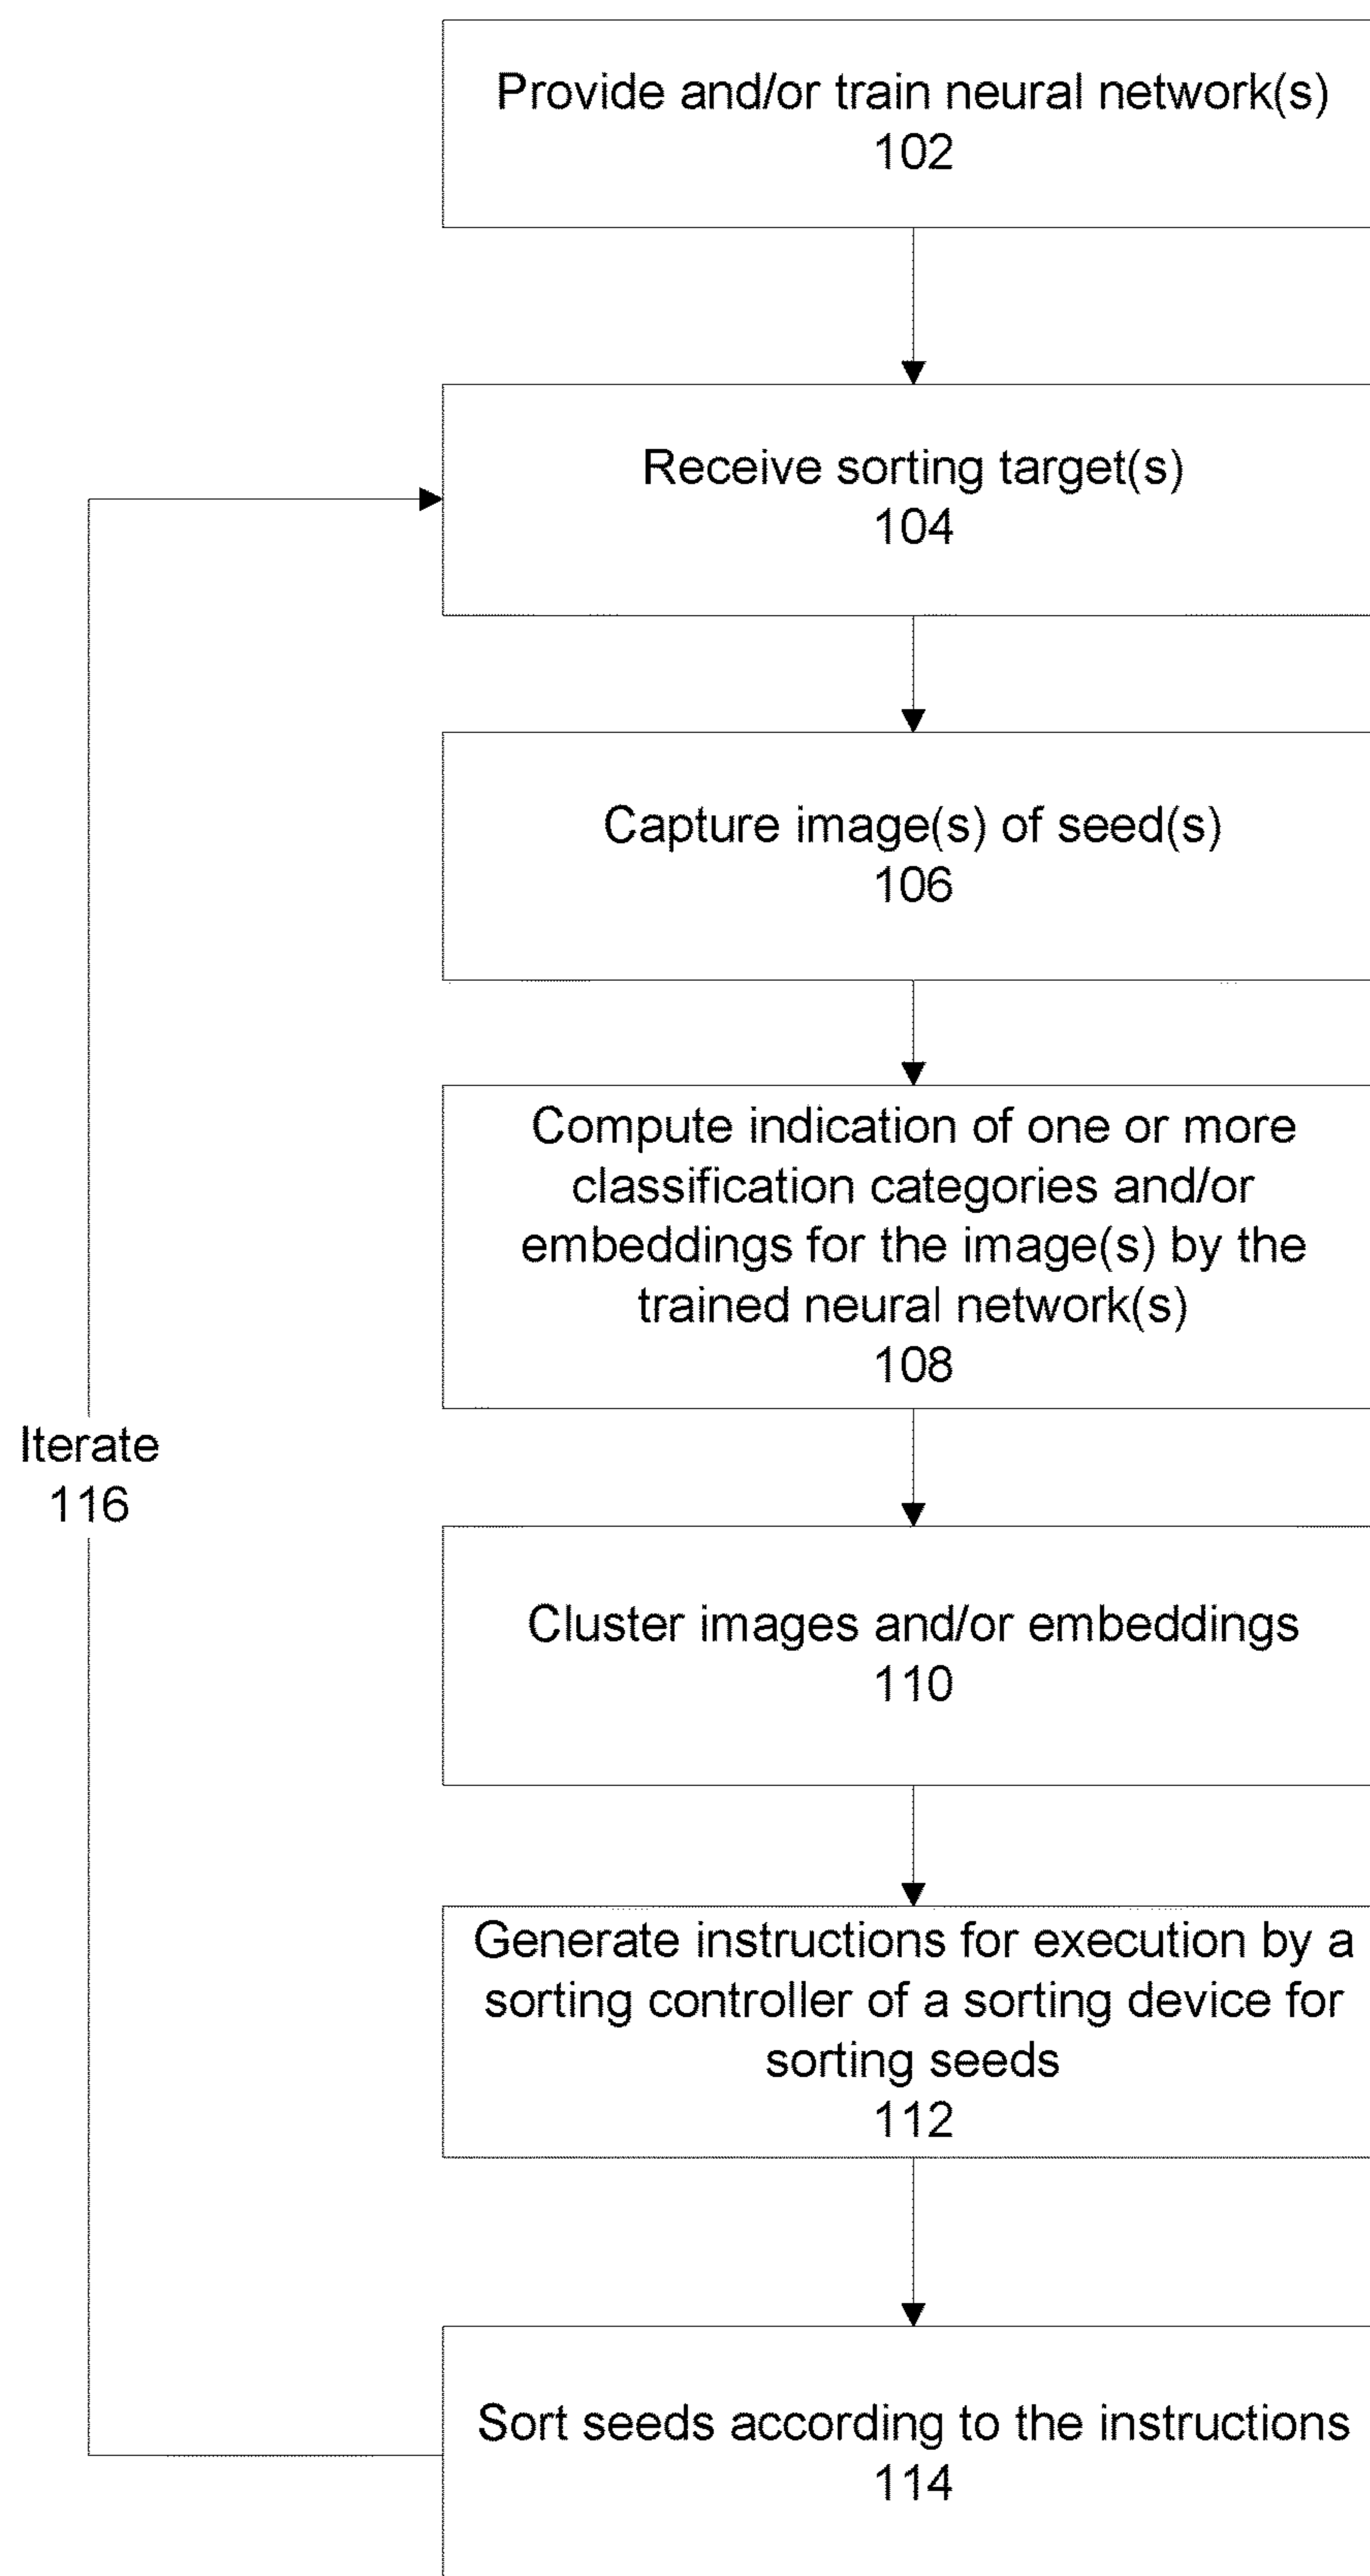 Provide and/or train neural network(s)
102
Receive sorting target(s)
104
Capture image(s) of seed(s)
106
Compute indication of one or more
classification categories and/or
embeddings for the image(s) by the
trained neural network(s)
108
Iterate
116
Cluster images and/or embeddings
110
Generate instructions for execution by a
sorting controller of a sorting device for
sorting seeds
112
Sort seeds according to the instructions
114